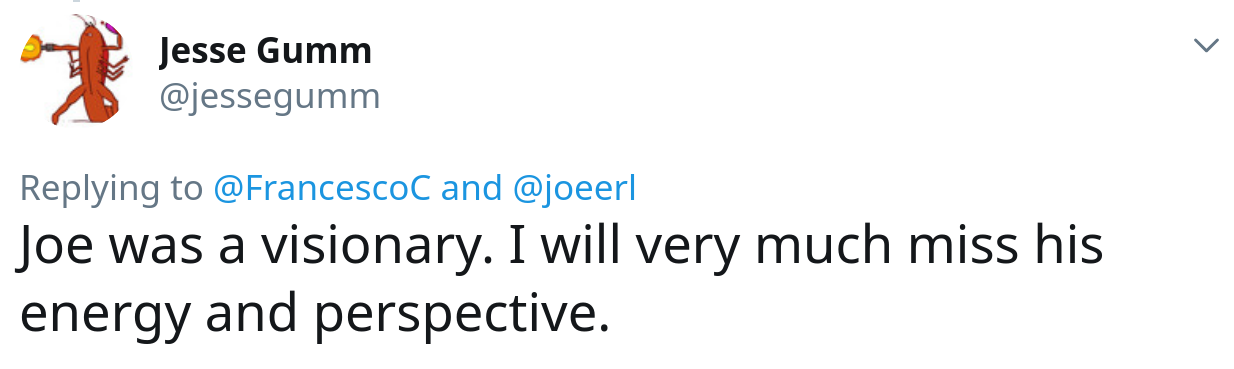 Jesse Gumm
@jessegumm
Replying to @FrancescoC and @joeerl
Joe was a visionary. I will very much miss his
energy and perspective.